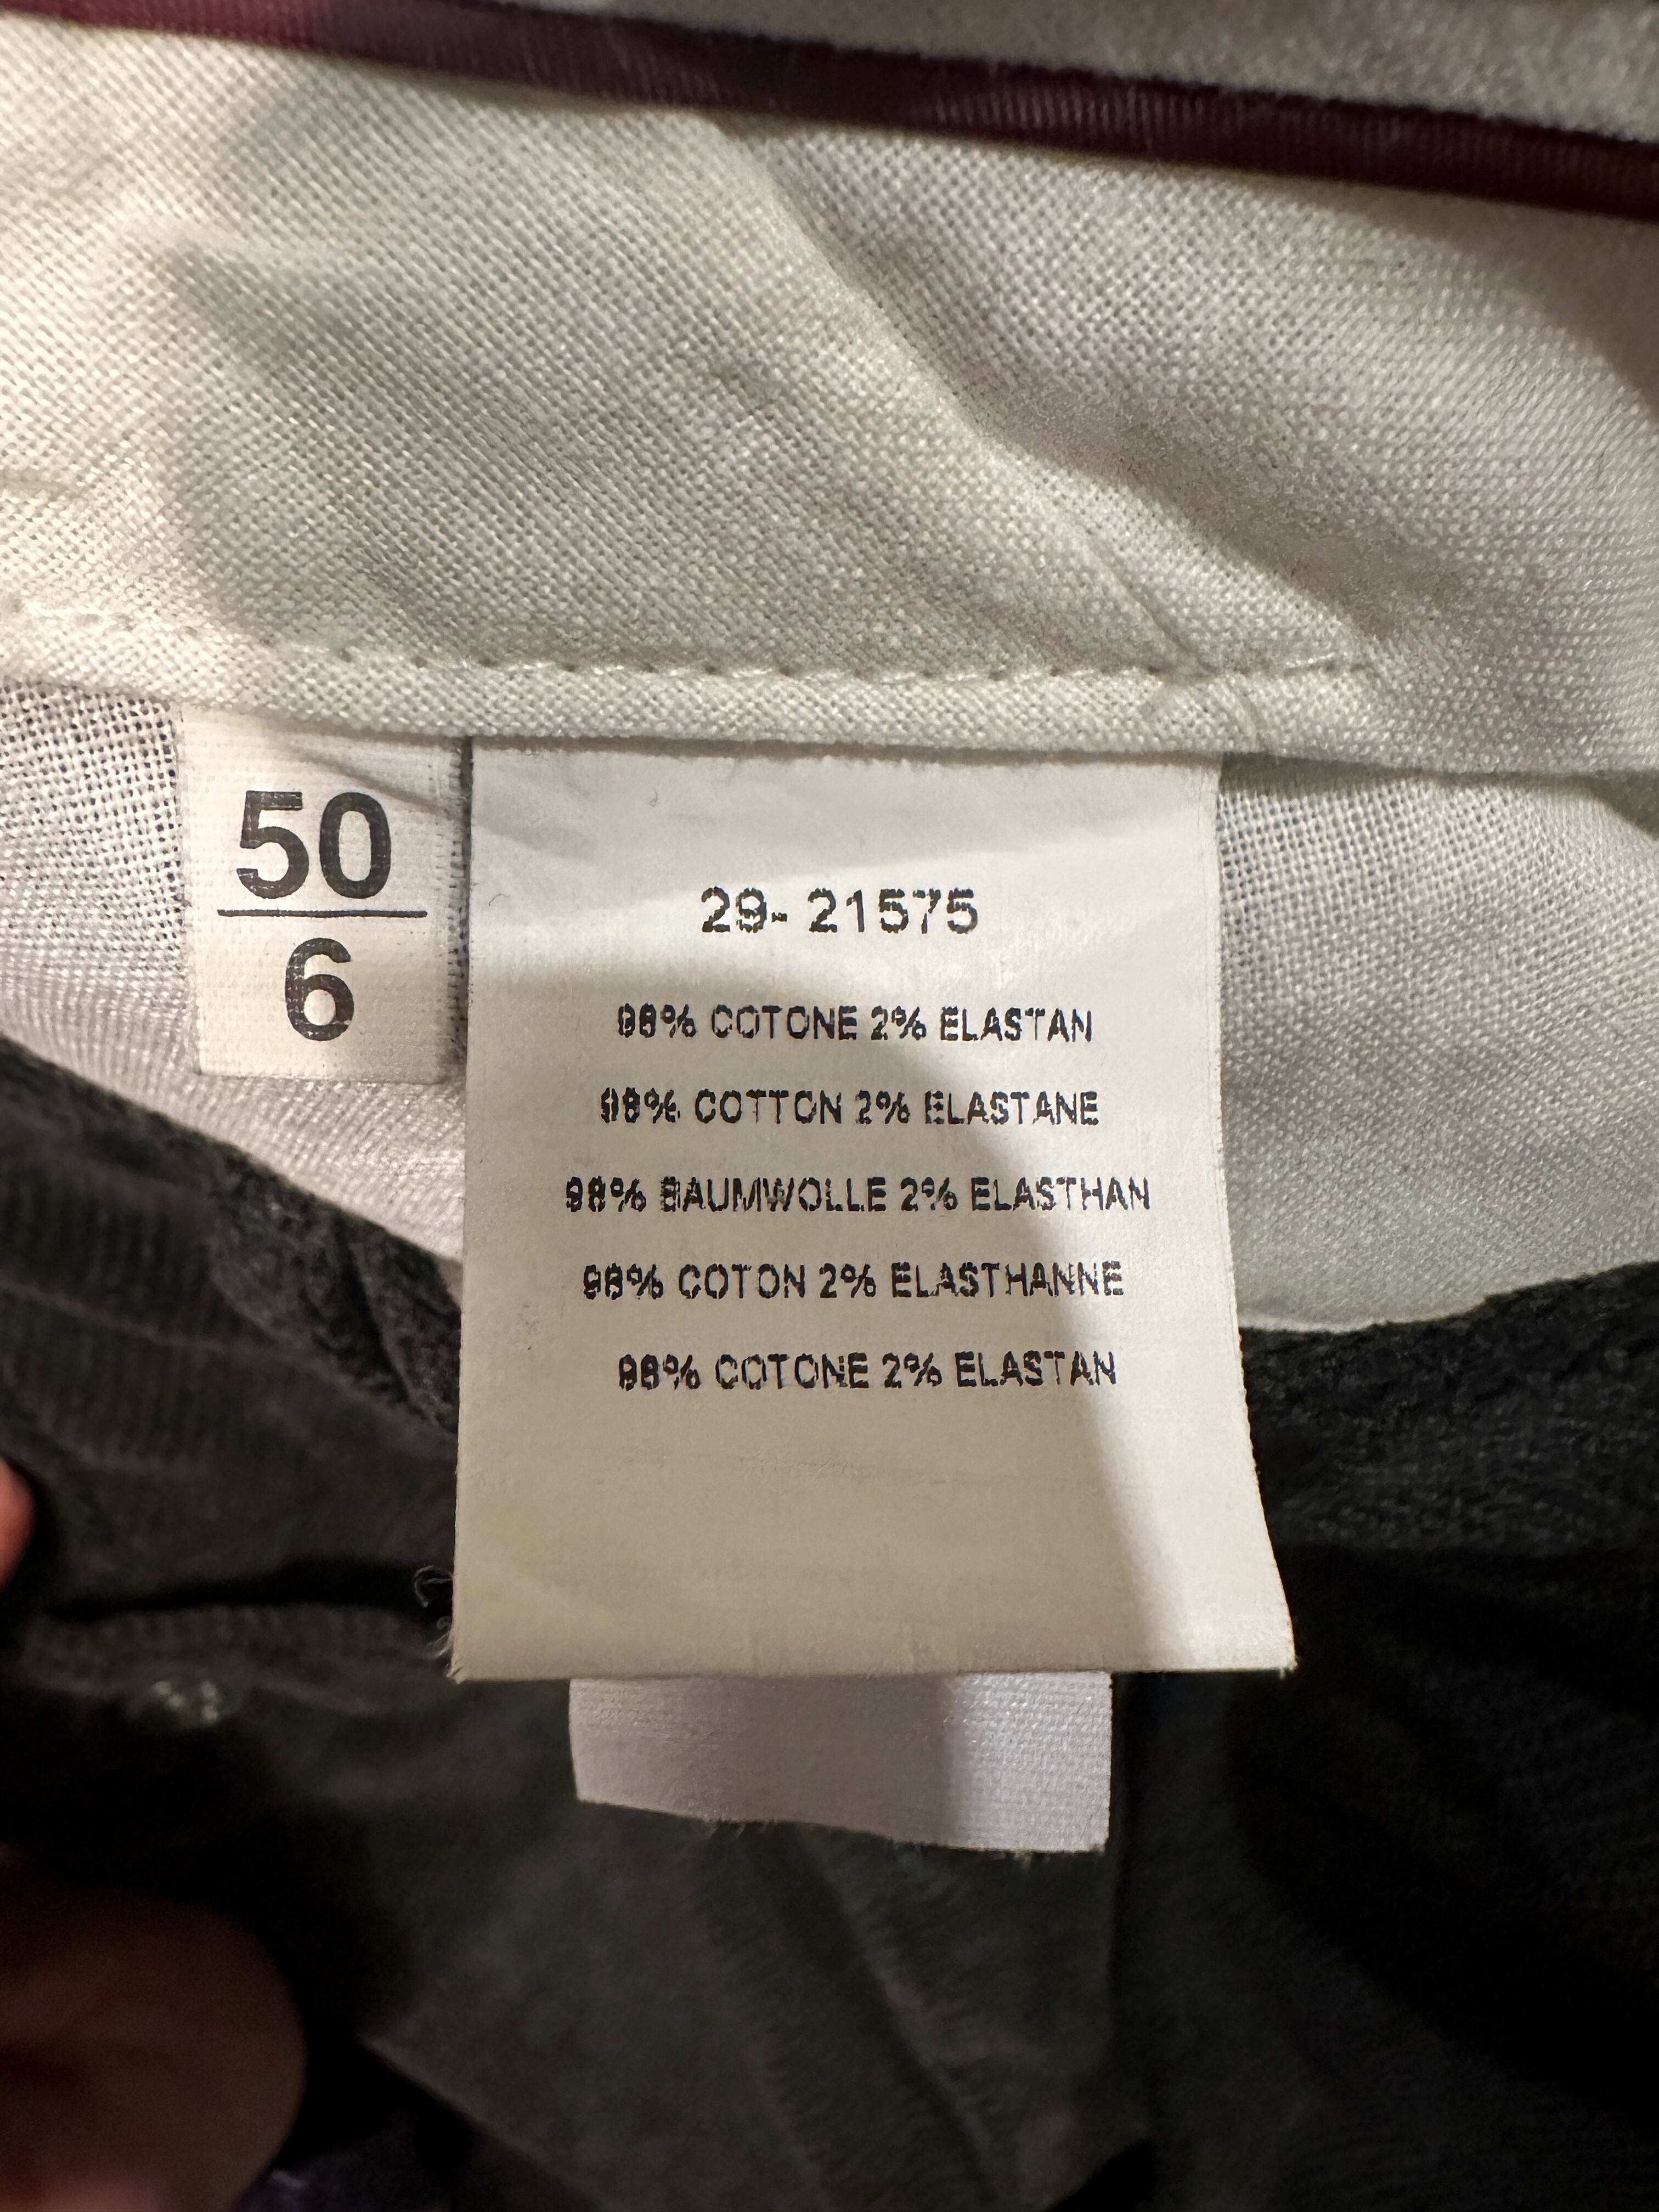 50
6
29- 21575
98% COTONE 2% ELASTAN
98% COTTON 2% ELASTANE
98% BAUMWOLLE 2% ELASTHAN
98% COTON 2% ELASTHANNE
98% COTONE 2% ELASTAN